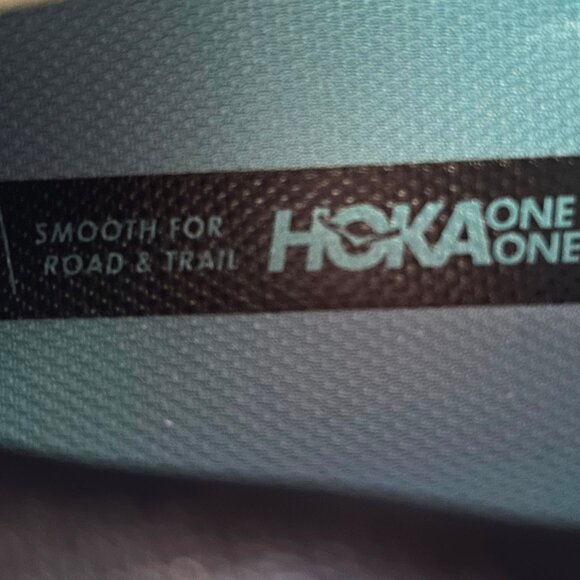 SMOOTH FOR
ROAD & TRAIL
HOKA ONE
ONE